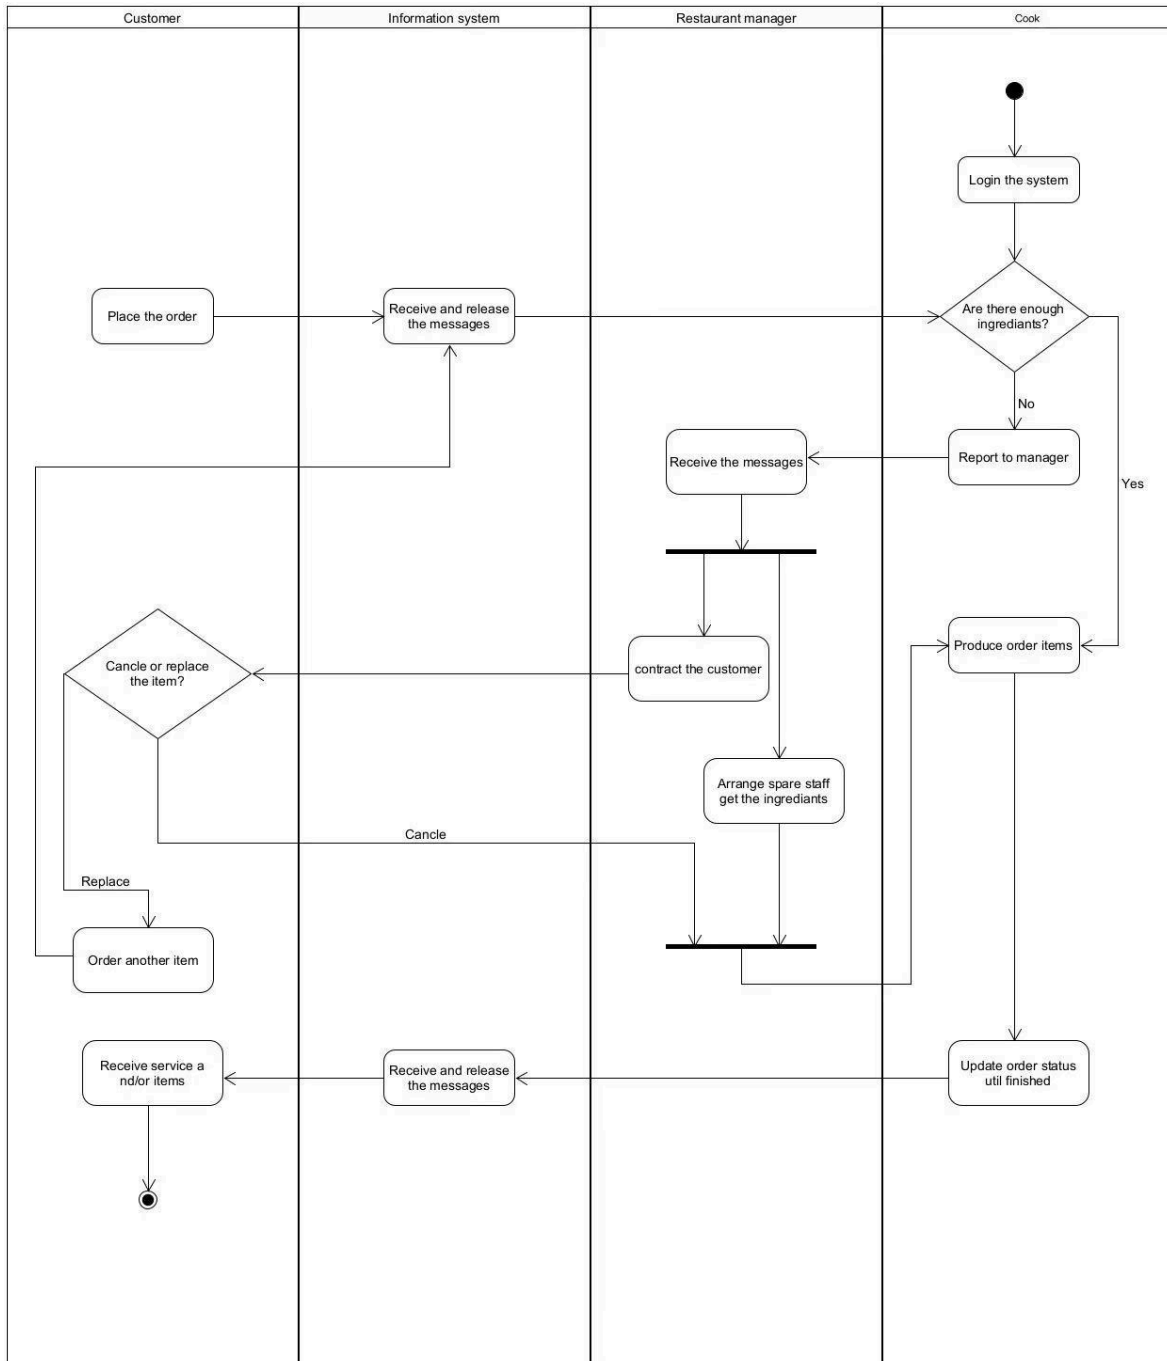 Customer
Information system
Restaurant manager
Cook
Login the system
Place the order
Receive and release
the messages
Are there enough
ingrediants?
No
Receive the messages
Report to manager
Yes
Cancle or replace
the item?
contract the customer
Produce order items
Arrange spare staff
get the ingrediants
Cancle
Replace
Order another item
Receive service a
nd/or items
Receive and release
the messages
Update order status
util finished